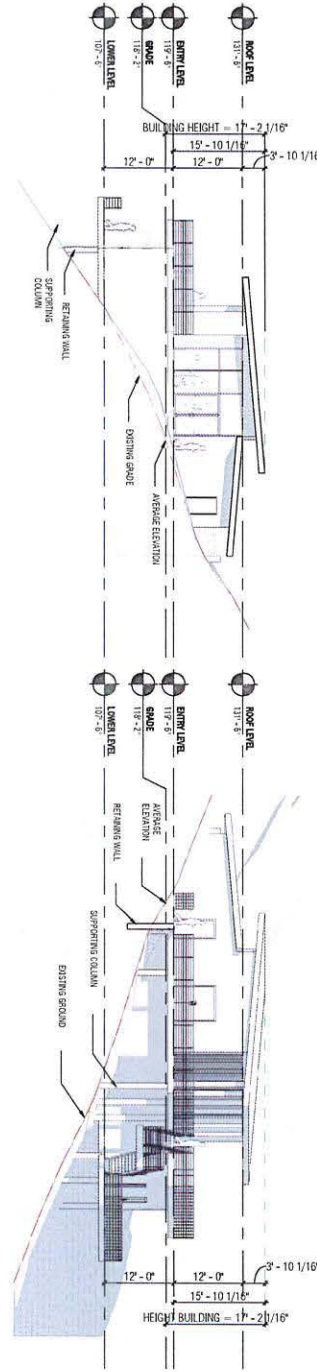 LOWER LEVEL
107' - 6"
GRADE
118' - 2"
ENTRY LEVEL
119' - 6"
ROOF LEVEL
131' - 6"
BUILDING HEIGHT = 17' - 2 1/16"
15' - 10 1/16"
12' - 0"
12' - 0"
3' - 10 1/16"
SUPPORTING
COLUMN
RETAINING WALL
EXISTING GRADE
AVERAGE ELEVATION
LOWER LEVEL
107' - 6"
GRADE
118' - 2"
ENTRY LEVEL
119' - 6"
ROOF LEVEL
131' - 6"
AVERAGE
ELEVATION
RETAINING WALL
SUPPORTING COLUMN
EXISTING GROUND
12' - 0"
12' - 0"
3' - 10 1/16"
15' - 10 1/16"
HEIGHT BUILDING = 17' - 2 1/16"